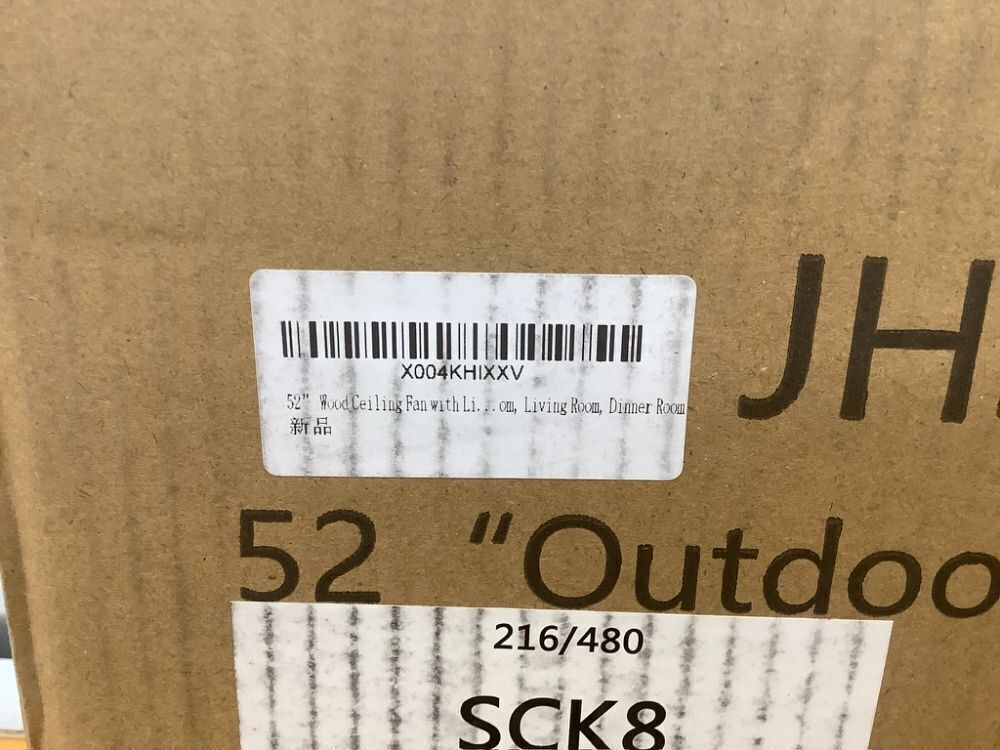 JH
X004KHIXXV
52" Wood Ceiling Fan with Li...om, Living Room, Dinner Room
新品
52 "Outdoo
216/480
SCK8